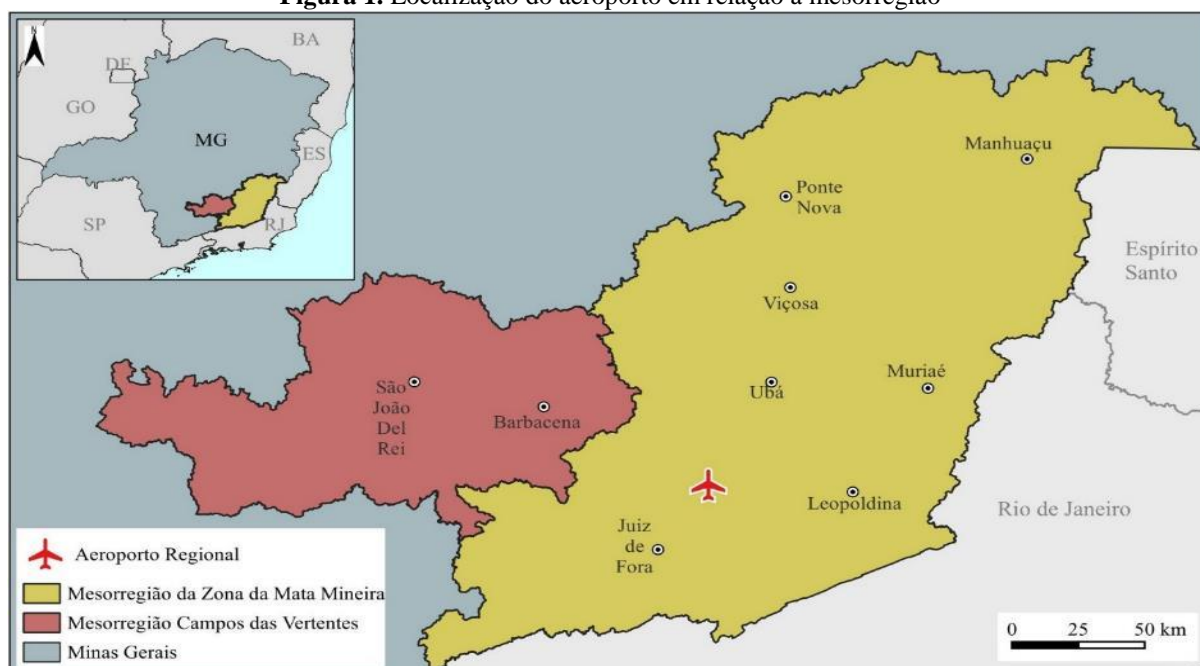 Figura 1. Localização do aeroporto em relação à mesorregião
N
BA
DF
GO
MG
ES
SP
RJ
Manhuaçu
Ponte
Nova
Espírito
Santo
Viçosa
Muriaé
Ubá
São
João
Del
Rei
Barbacena
Leopoldina
Rio de Janeiro
Juiz
de
Fora
Aeroporto Regional
Mesorregião da Zona da Mata Mineira
Mesorregião Campos das Vertentes
Minas Gerais
0 25 50 km